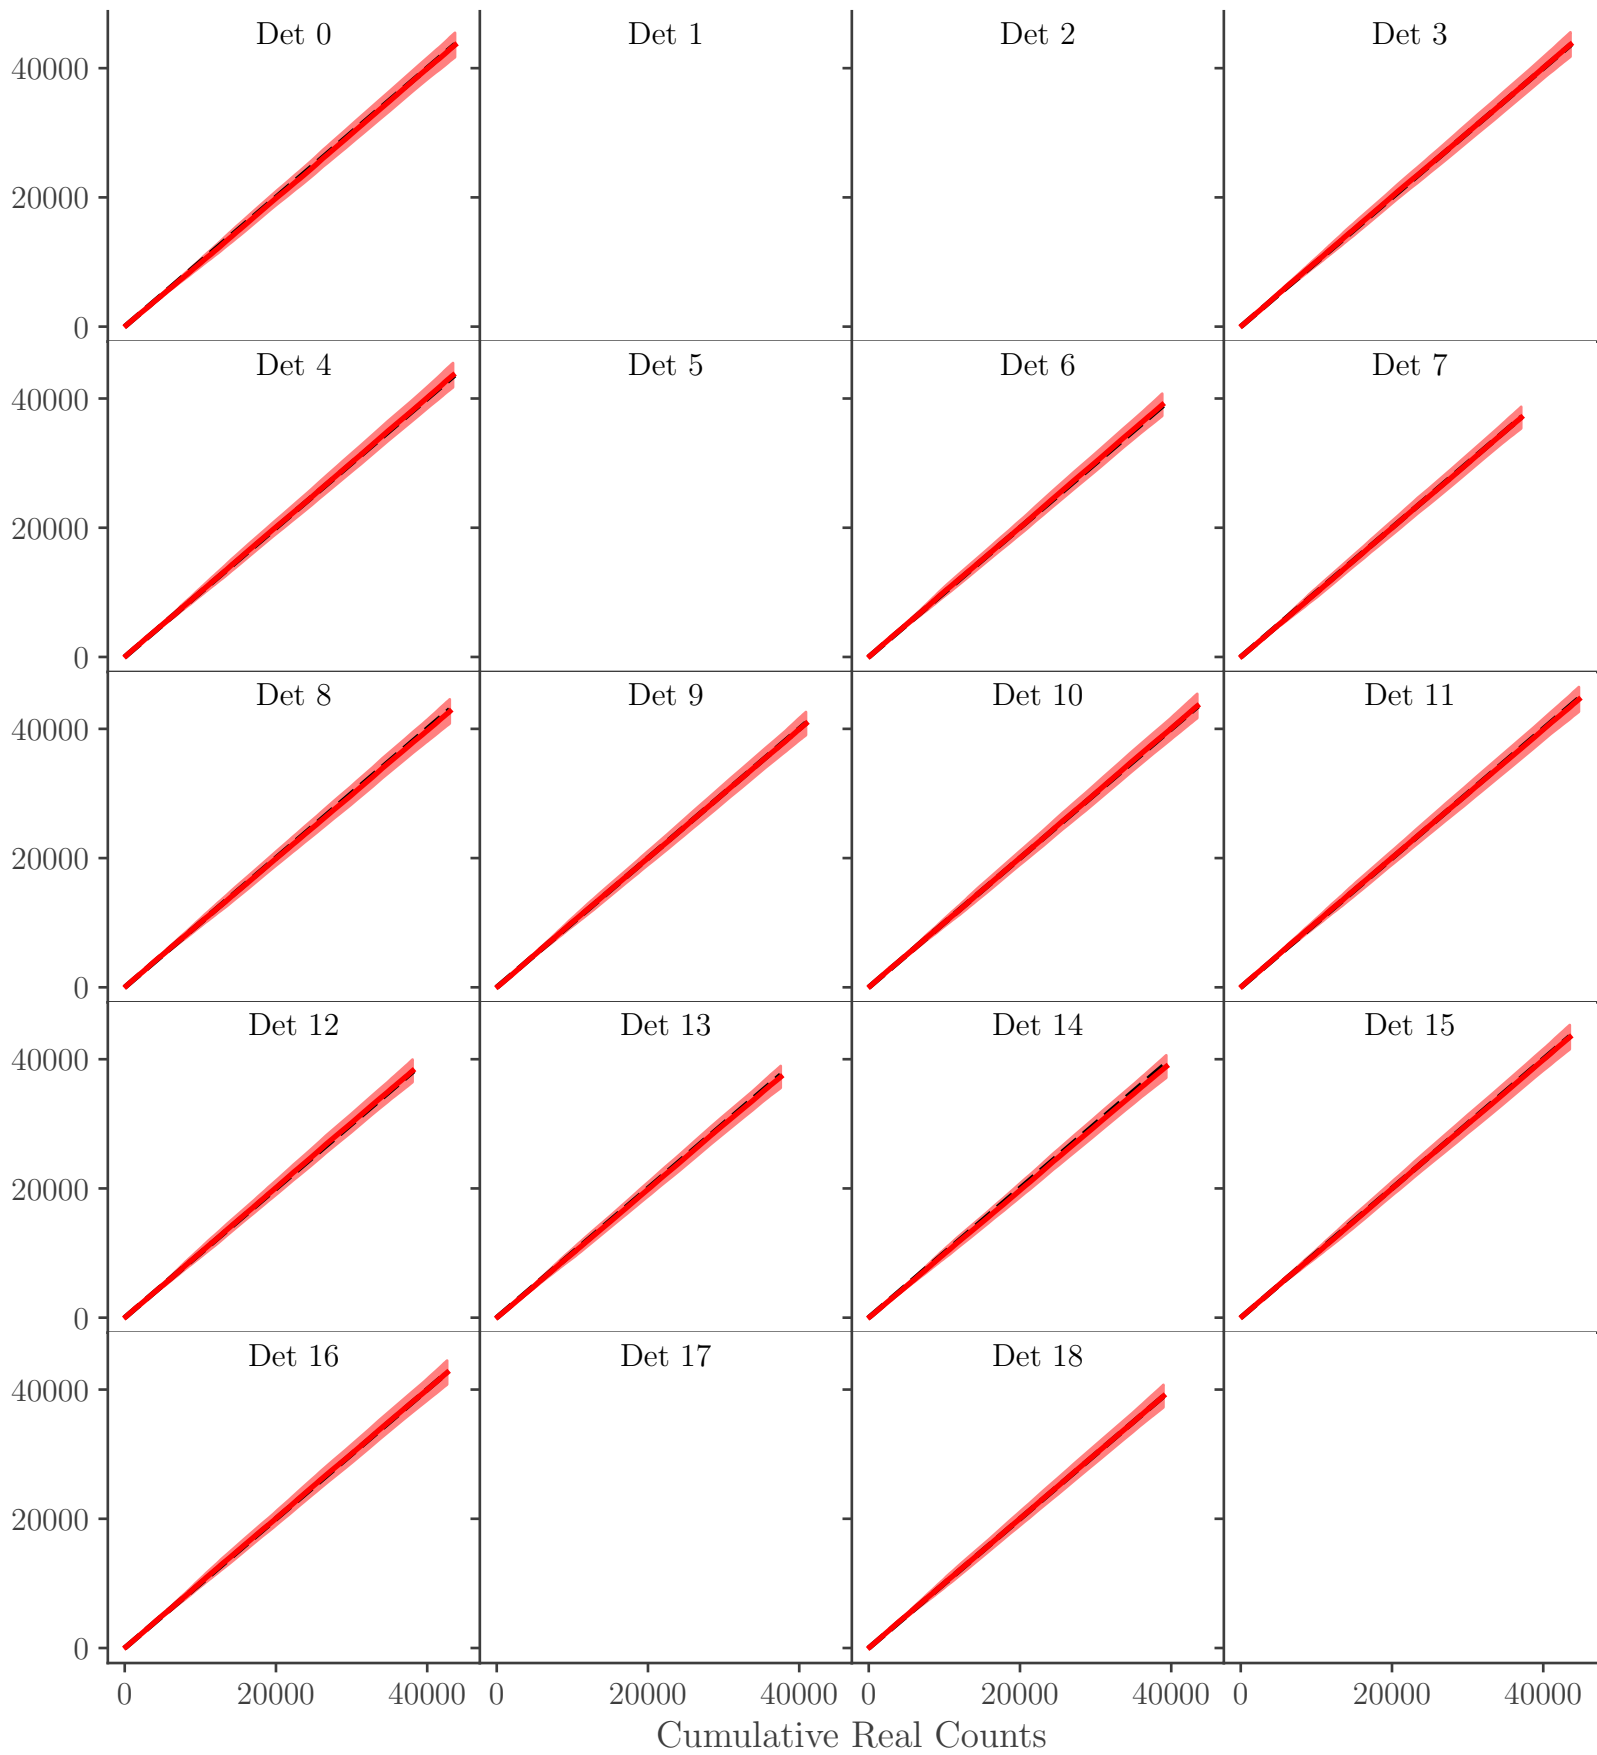 Det 0 Det 1 Det 2 Det 3
40000
20000
0
Det 4 Det 5 Det 6 Det 7
40000
20000
0
Det 8 Det 9 Det 10 Det 11
40000
20000
0
Det 12 Det 13 Det 14 Det 15
40000
20000
0
Det 16 Det 17 Det 18
40000
20000
0
0 20000 40000 0 20000 40000 0 20000 40000 0 20000 40000
Cumulative Real Counts